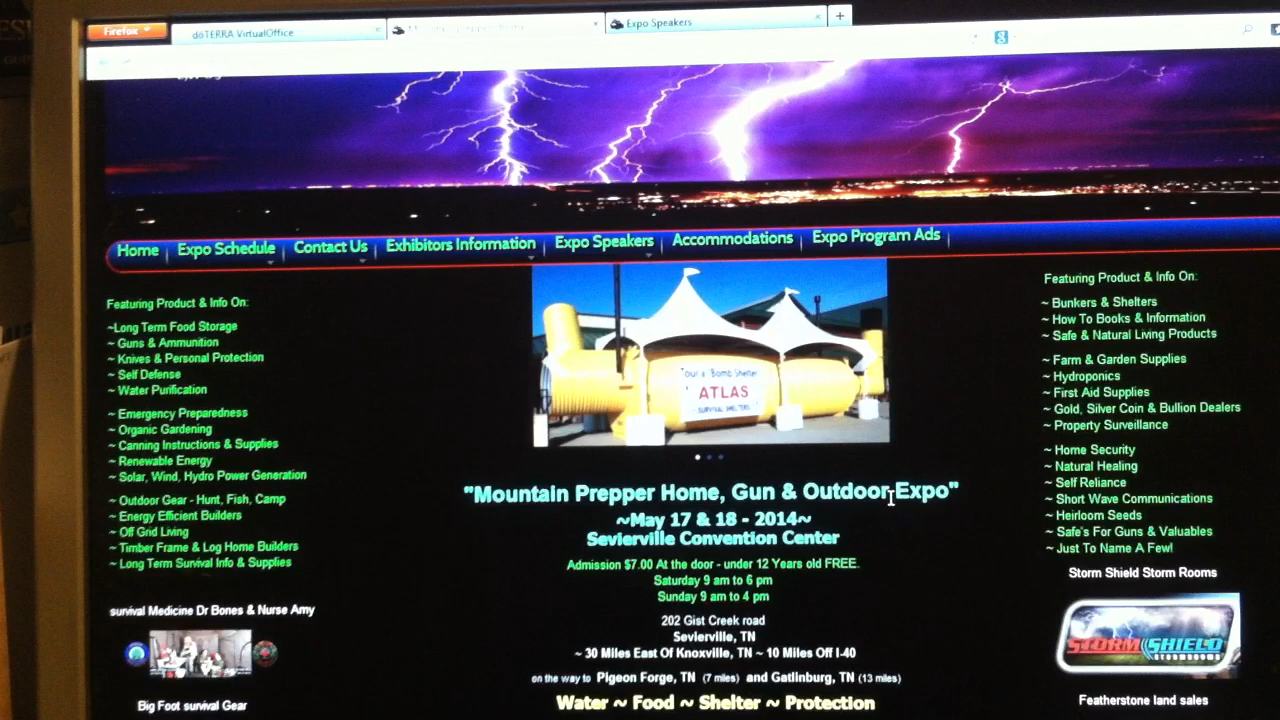 Firefox
dōTERRA VirtualOffice
Expo Speakers
Home
Expo Schedule
Contact Us
Exhibitors Information
Expo Speakers
Accommodations
Expo Program Ads
Featuring Product & Info On:
~Long Term Food Storage
~ Guns & Ammunition
~ Knives & Personal Protection
~ Self Defense
~ Water Purification
~ Emergency Preparedness
~ Organic Gardening
~ Canning Instructions & Supplies
~ Renewable Energy
~ Solar, Wind, Hydro Power Generation
~ Outdoor Gear - Hunt, Fish, Camp
~ Energy Efficient Builders
~ Off Grid Living
~ Timber Frame & Log Home Builders
~ Long Term Survival Info & Supplies
survival Medicine Dr Bones & Nurse Amy
Big Foot survival Gear
Tour a Bomb Shelter
ATLAS
SURVIVAL SHELTERS
"Mountain Prepper Home, Gun & Outdoor Expo"
~May 17 & 18 - 2014~
Sevierville Convention Center
Admission $7.00 At the door - under 12 Years old FREE.
Saturday 9 am to 6 pm
Sunday 9 am to 4 pm
202 Gist Creek road
Sevierville, TN
~ 30 Miles East Of Knoxville, TN ~ 10 Miles Off I-40
on the way to Pigeon Forge, TN (7 miles) and Gatlinburg, TN (13 miles)
Water ~ Food ~ Shelter ~ Protection
Featuring Product & Info On:
~ Bunkers & Shelters
~ How To Books & Information
~ Safe & Natural Living Products
~ Farm & Garden Supplies
~ Hydroponics
~ First Aid Supplies
~ Gold, Silver Coin & Bullion Dealers
~ Property Surveillance
~ Home Security
~ Natural Healing
~ Self Reliance
~ Short Wave Communications
~ Heirloom Seeds
~ Safe's For Guns & Valuables
~ Just To Name A Few!
Storm Shield Storm Rooms
STORM SHIELD
STORMROOMS
Featherstone land sales